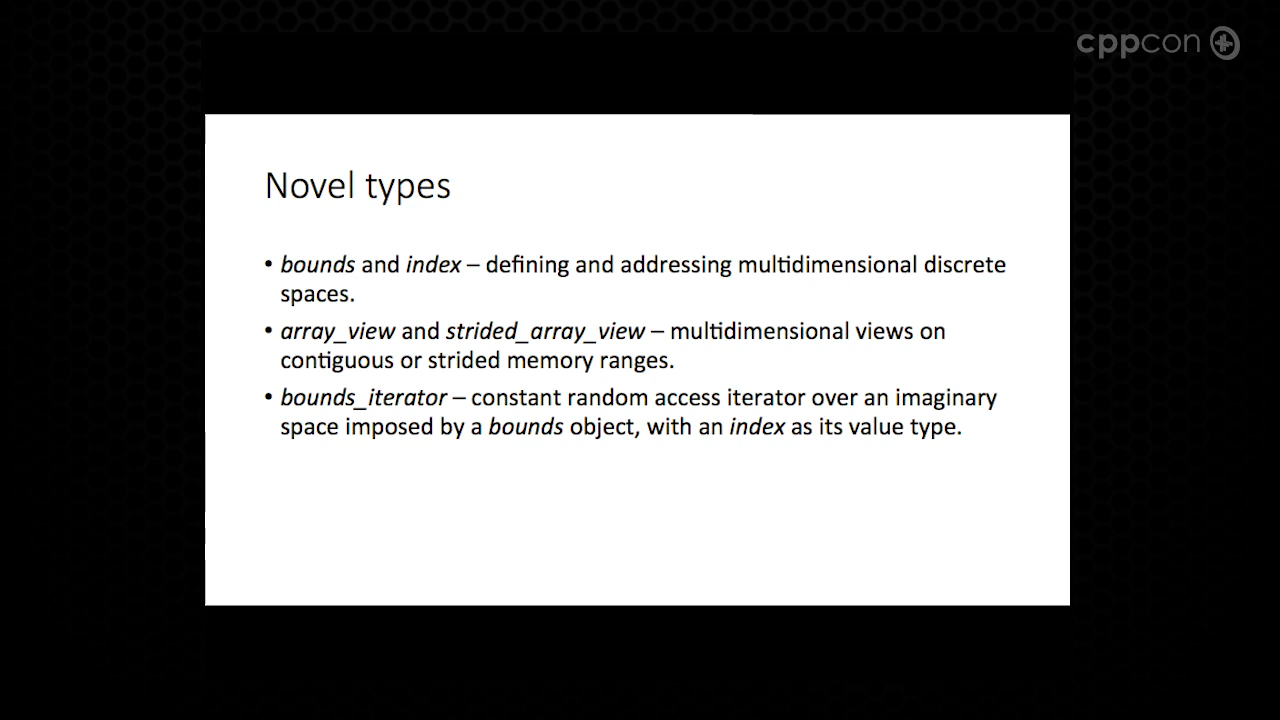 cppcon
Novel types
• bounds and index – defining and addressing multidimensional discrete
spaces.
• array_view and strided_array_view – multidimensional views on
contiguous or strided memory ranges.
• bounds_iterator – constant random access iterator over an imaginary
space imposed by a bounds object, with an index as its value type.